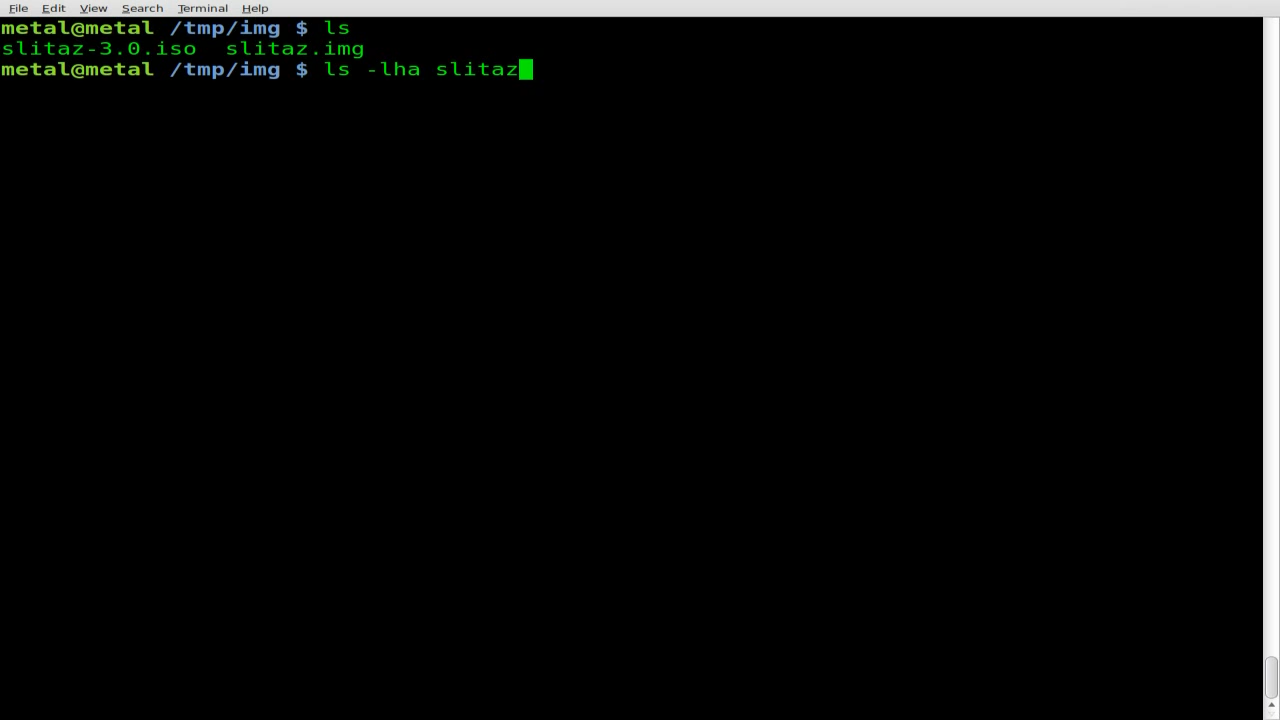 File Edit View Search Terminal Help
metal@metal /tmp/img $ ls
slitaz-3.0.iso  slitaz.img
metal@metal /tmp/img $ ls -lha slitaz